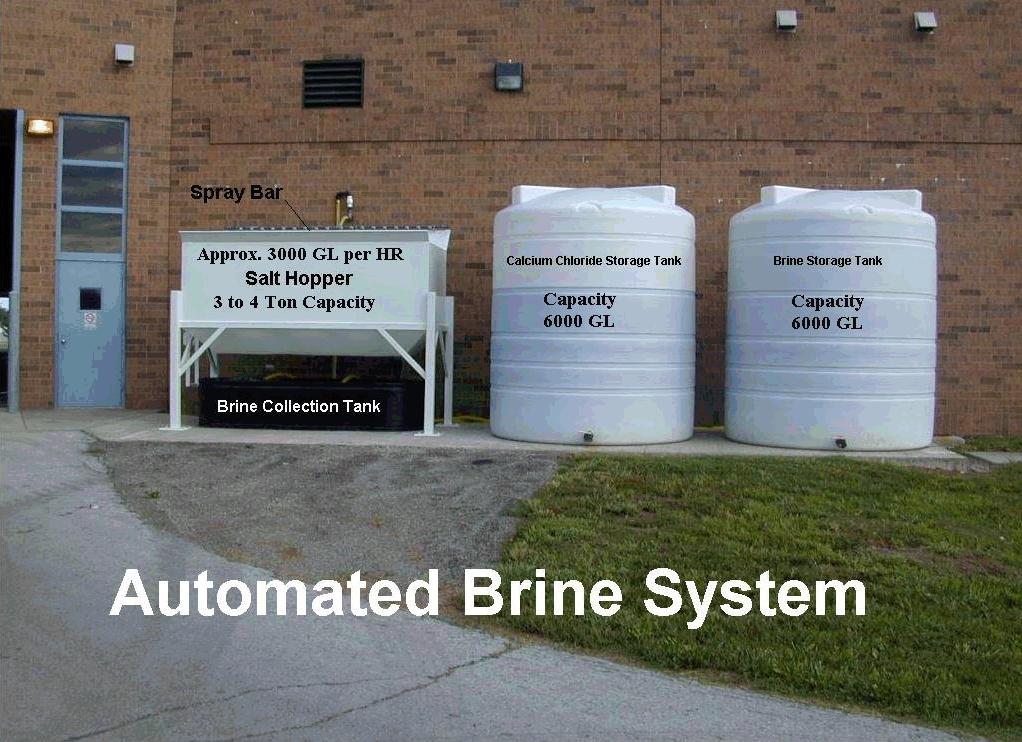 Spray Bar
Approx. 3000 GL per HR
Salt Hopper
3 to 4 Ton Capacity
Brine Collection Tank
Calcium Chloride Storage Tank
Capacity
6000 GL
Brine Storage Tank
Capacity
6000 GL
Automated Brine System